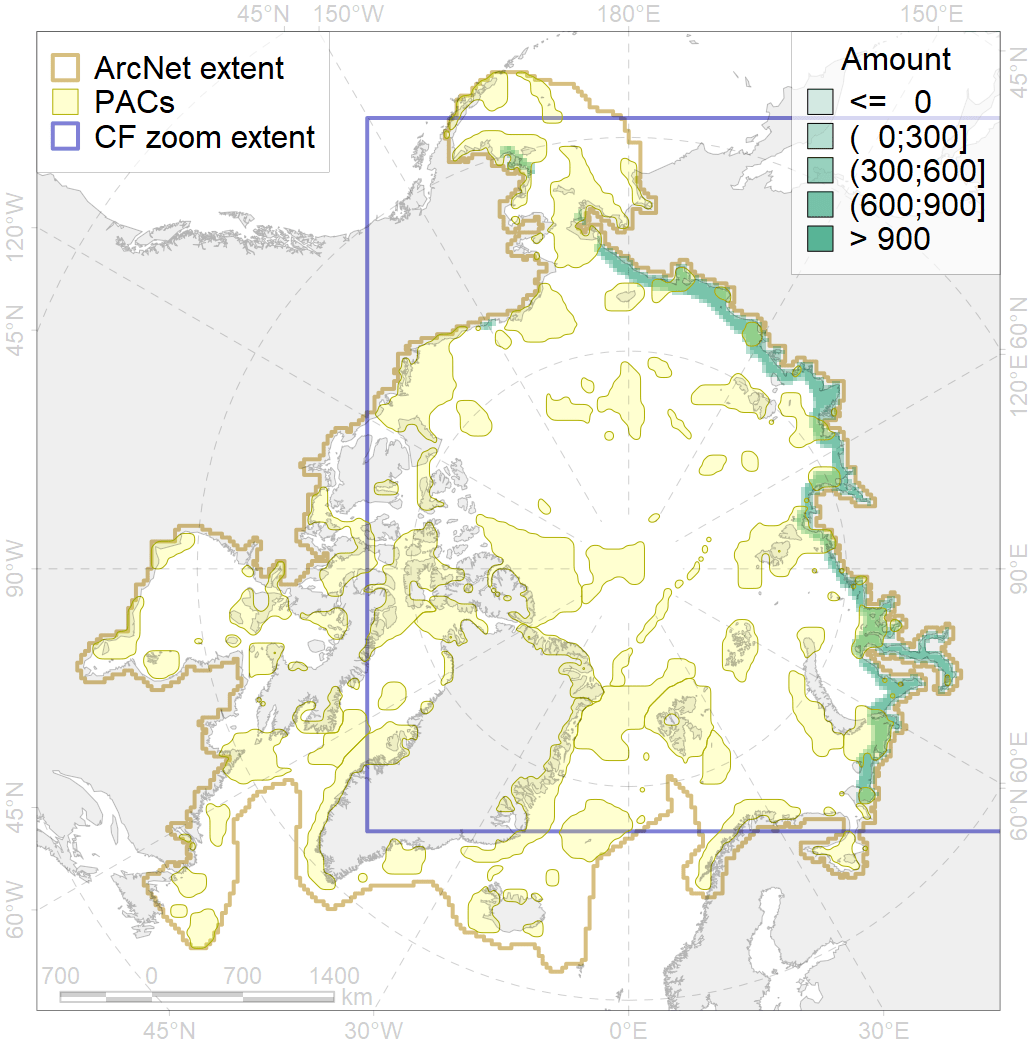 45°N 150°W 180°E 150°E
ArcNet extent
PACs
CF zoom extent
Amount
<= 0
( 0;300]
(300;600]
(600;900]
> 900
120°W
45°N
90°W
45°N
60°W
45°N
60°N
120°E
90°E
60°E
60°N
700 0 700 1400
km
45°N 30°W 0°E 30°E